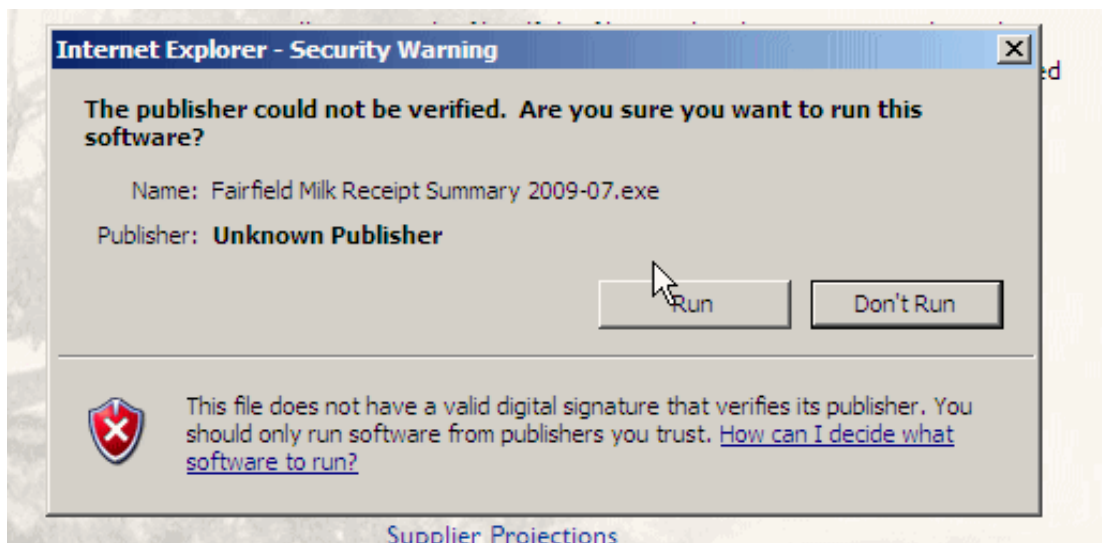 Internet Explorer - Security Warning
ed
The publisher could not be verified. Are you sure you want to run this
software?
Name: Fairfield Milk Receipt Summary 2009-07.exe
Publisher: Unknown Publisher
Run
Don't Run
This file does not have a valid digital signature that verifies its publisher. You
should only run software from publishers you trust. How can I decide what
software to run?
Supplier Projections